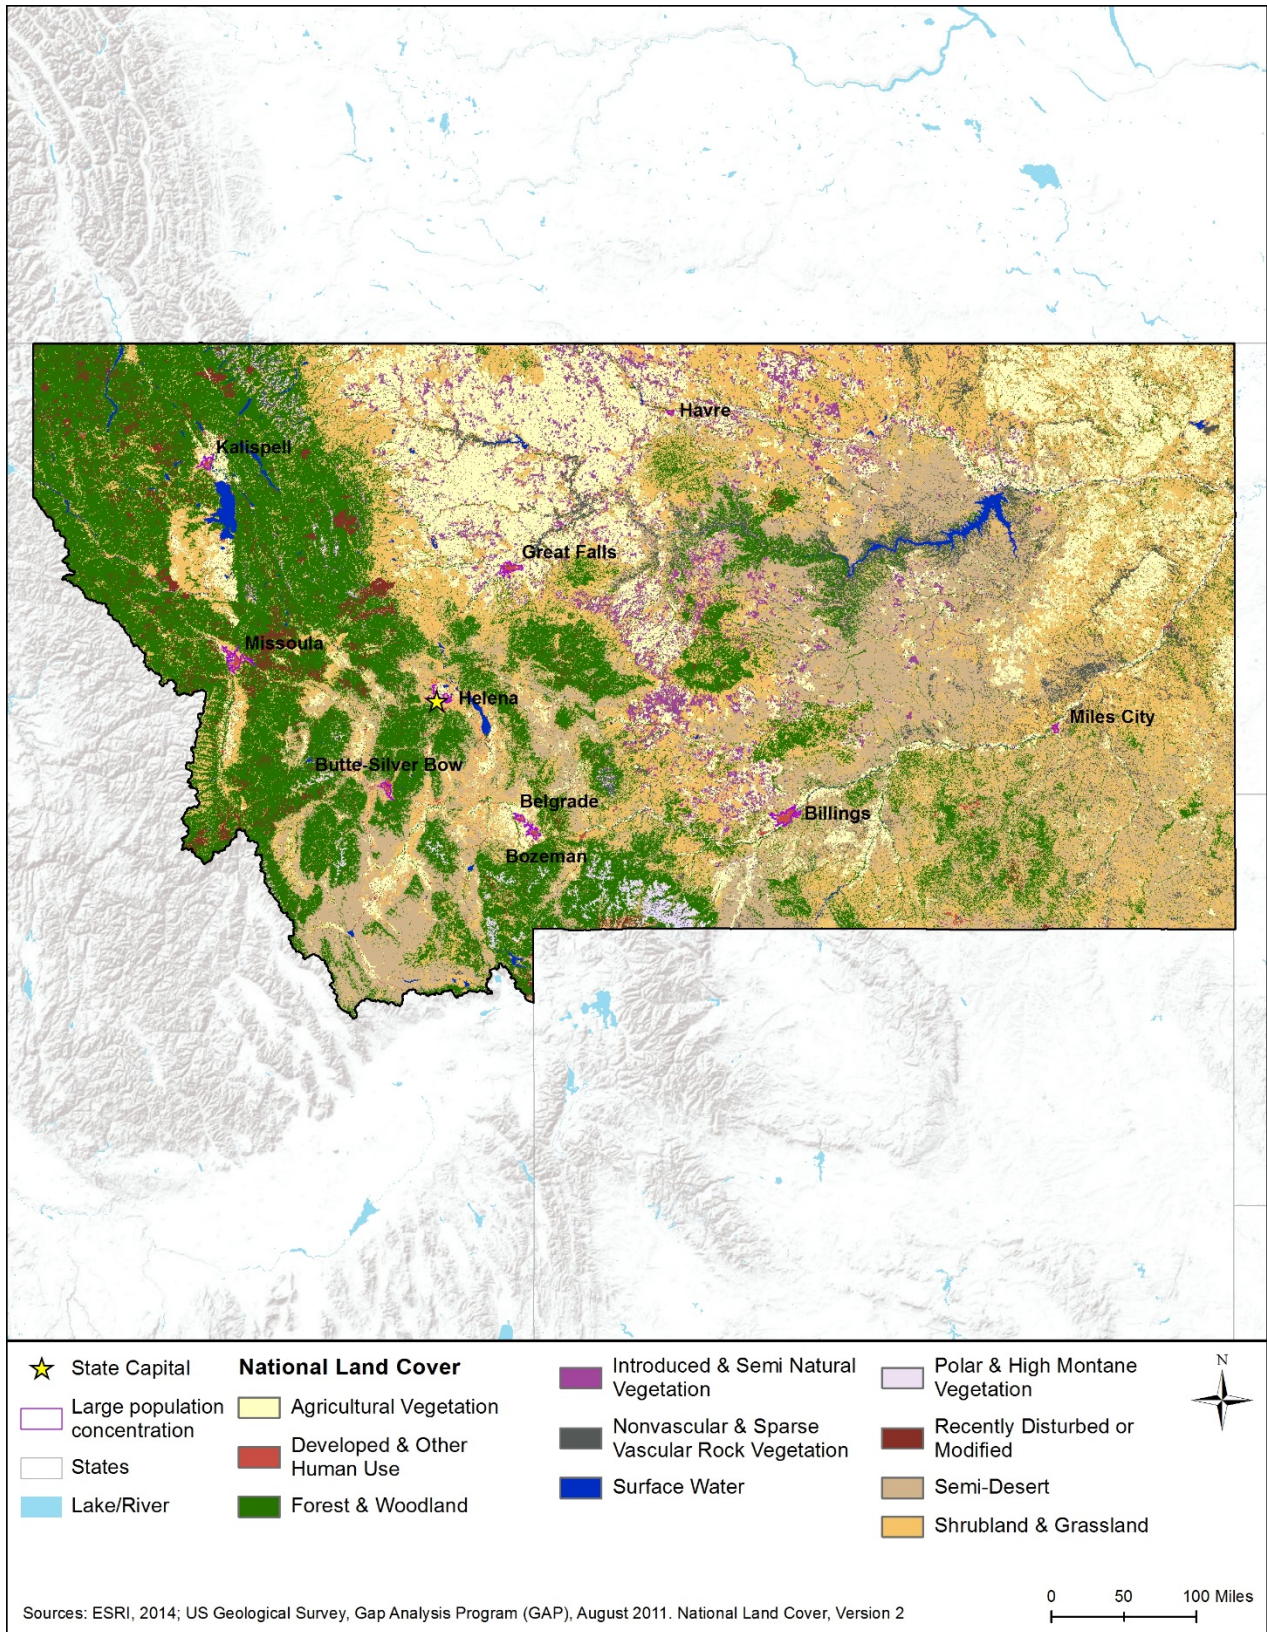 Havre
Kalispell
Great Falls
Missoula
Helena
Miles City
Butte-Silver Bow
Belgrade
Billings
Bozeman
State Capital
Large population
concentration
States
Lake/River
National Land Cover
Agricultural Vegetation
Developed & Other
Human Use
Forest & Woodland
Introduced & Semi Natural
Vegetation
Nonvascular & Sparse
Vascular Rock Vegetation
Surface Water
Polar & High Montane
Vegetation
Recently Disturbed or
Modified
Semi-Desert
Shrubland & Grassland
N
0 50 100 Miles
Sources: ESRI, 2014; US Geological Survey, Gap Analysis Program (GAP), August 2011. National Land Cover, Version 2